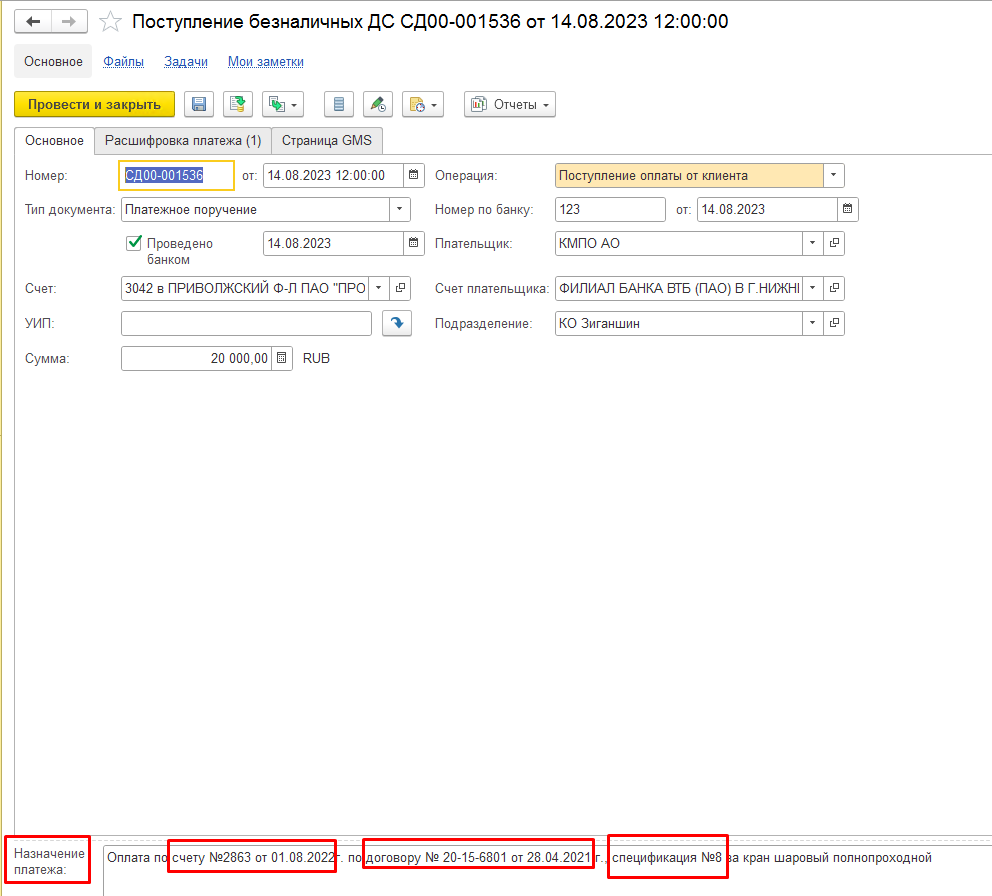 Поступление безналичных ДС СД00-001536 от 14.08.2023 12:00:00
Основное Файлы Задачи Мои заметки
Провести и закрыть Отчеты
Основное Расшифровка платежа (1) Страница GMS
Номер: СД00-001536 от: 14.08.2023 12:00:00 Операция: Поступление оплаты от клиента
Тип документа: Платежное поручение Номер по банку: 123 от: 14.08.2023
Проведено банком 14.08.2023 Плательщик: КМПО АО
Счет: 3042 в ПРИВОЛЖСКИЙ Ф-Л ПАО "ПРО Счет плательщика: ФИЛИАЛ БАНКА ВТБ (ПАО) В Г.НИЖНІ
УИП: Подразделение: КО Зиганшин
Сумма: 20 000,00 RUB
Назначение платежа: Оплата по счету №2863 от 01.08.2022г. по договору № 20-15-6801 от 28.04.2021 г., спецификация №8 за кран шаровый полнопроходной